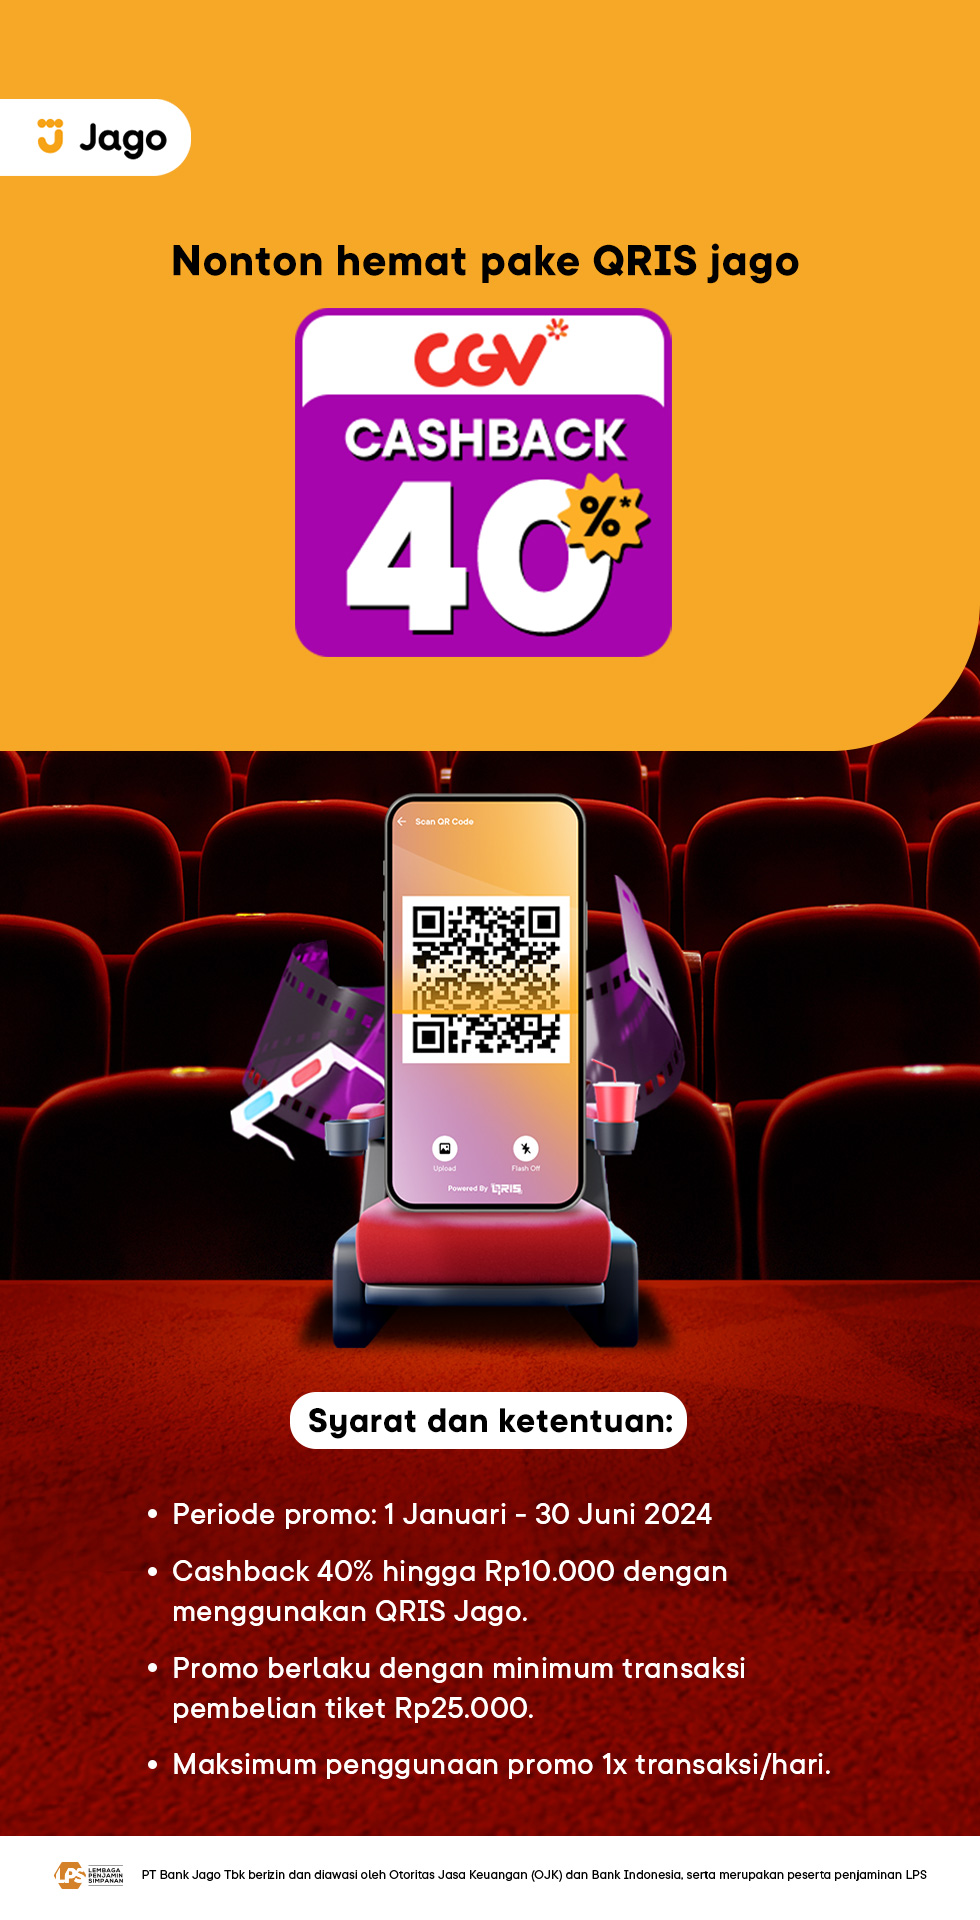 Jago
Nonton hemat pake QRIS jago
CGV
CASHBACK
40%*
Scan QR Code
Upload
Flash Off
Powered By QRIS
Syarat dan ketentuan:
• Periode promo: 1 Januari - 30 Juni 2024
• Cashback 40% hingga Rp10.000 dengan
menggunakan QRIS Jago.
• Promo berlaku dengan minimum transaksi
pembelian tiket Rp25.000.
• Maksimum penggunaan promo 1x transaksi/hari.
LPS
LEMBAGA
PENJAMIN
SIMPANAN
PT Bank Jago Tbk berizin dan diawasi oleh Otoritas Jasa Keuangan (OJK) dan Bank Indonesia, serta merupakan peserta penjaminan LPS